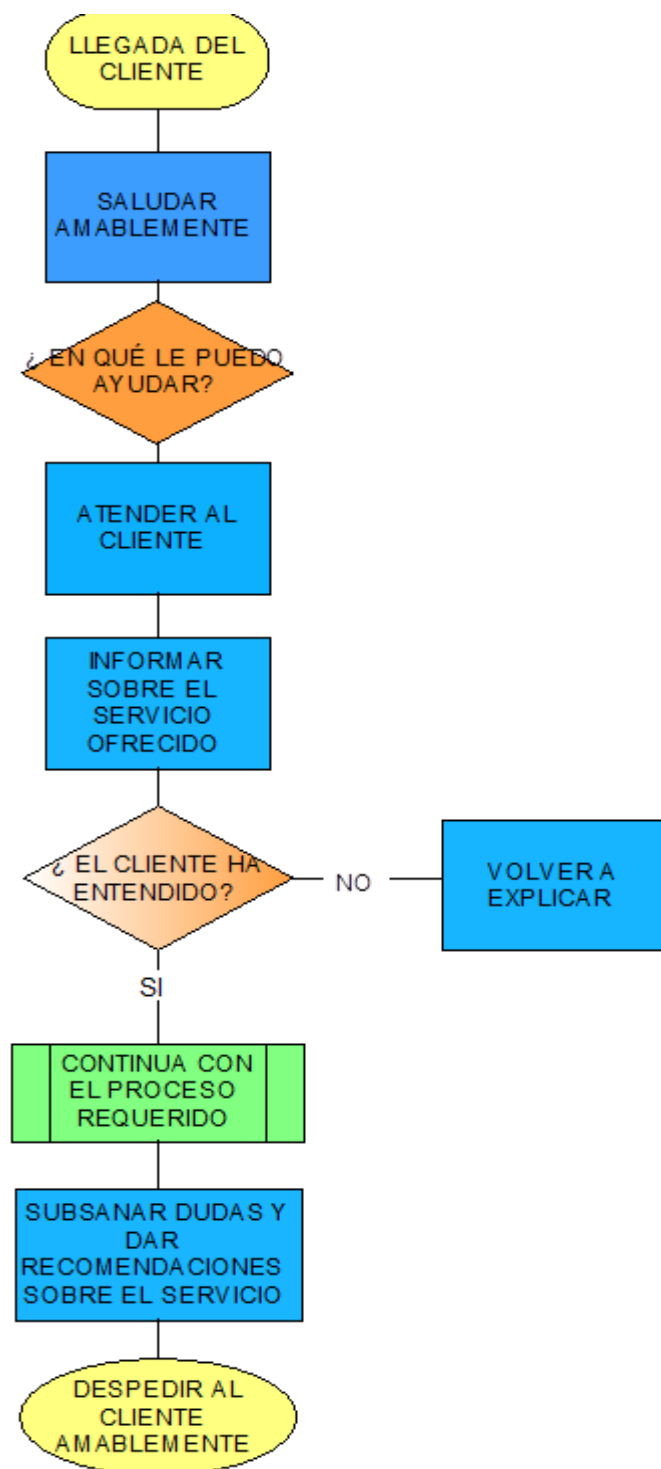 LLEGADA DEL
CLIENTE
SALUDAR
AMABLEMENTE
¿ EN QUÉ LE PUEDO
AYUDAR?
ATENDER AL
CLIENTE
INFORMAR
SOBRE EL
SERVICIO
OFRECIDO
¿ EL CLIENTE HA
ENTENDIDO?
NO
VOLVER A
EXPLICAR
SI
CONTINUA CON
EL PROCESO
REQUERIDO
SUBSANAR DUDAS Y
DAR
RECOMENDACIONES
SOBRE EL SERVICIO
DESPEDIR AL
CLIENTE
AMABLEMENTE